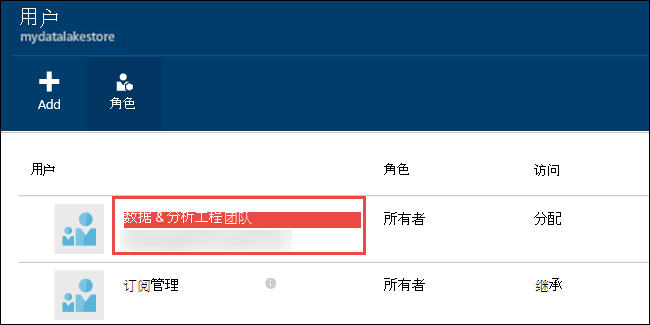 用户
mydatalakestore
Add
角色
用户 角色 访问
数据 & 分析工程团队 所有者 分配
订阅管理 所有者 继承